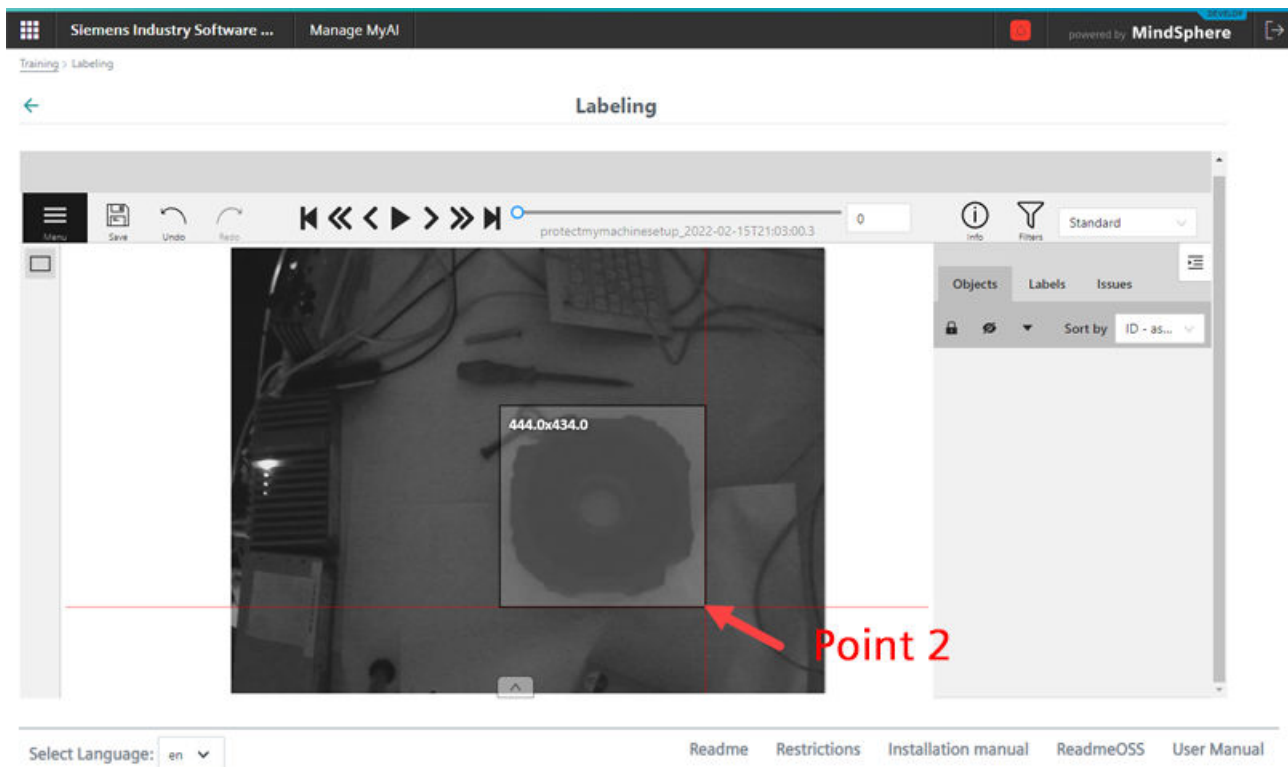 DEVELOP
Siemens Industry Software ... Manage MyAI powered by MindSphere
Training > Labeling
Labeling
Menu Save Undo Redo protectmymachinesetup_2022-02-15T21:03:00.3 0 Info Filters Standard
Objects Labels Issues
Sort by ID - as...
444.0x434.0
Point 2
Select Language: en Readme Restrictions Installation manual ReadmeOSS User Manual